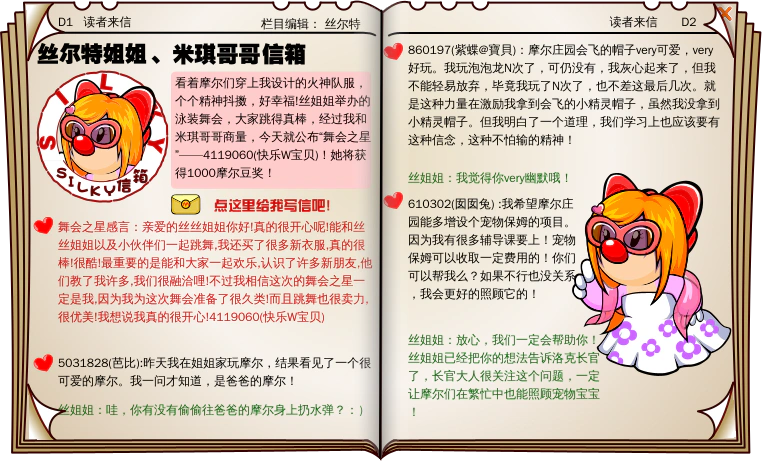 D1 读者来信
栏目编辑： 丝尔特
丝尔特姐姐、米琪哥哥信箱
SILKY
SILKY信箱
看着摩尔们穿上我设计的火神队服，
个个精神抖擞，好幸福!丝姐姐举办的
泳装舞会，大家跳得真棒，经过我和
米琪哥哥商量，今天就公布“舞会之星
”——4119060(快乐W宝贝)！她将获
得1000摩尔豆奖！
点这里给我写信吧!
舞会之星感言：亲爱的丝丝姐姐你好!真的很开心呢!能和丝
丝姐姐以及小伙伴们一起跳舞,我还买了很多新衣服,真的很
棒!很酷!最重要的是能和大家一起欢乐,认识了许多新朋友,他
们教了我许多,我们很融洽哩!不过我相信这次的舞会之星一
定是我,因为我为这次舞会准备了很久类!而且跳舞也很卖力,
很优美!我想说我真的很开心!4119060(快乐W宝贝)
5031828(芭比):昨天我在姐姐家玩摩尔，结果看见了一个很
可爱的摩尔。我一问才知道，是爸爸的摩尔！
丝姐姐：哇，你有没有偷偷往爸爸的摩尔身上扔水弹？：）
读者来信 D2
860197(紫蝶@寶貝)：摩尔庄园会飞的帽子very可爱，very
好玩。我玩泡泡龙N次了，可仍没有，我灰心起来了，但我
不能轻易放弃，毕竟我玩了N次了，也不差这最后几次。就
是这种力量在激励我拿到会飞的小精灵帽子，虽然我没拿到
小精灵帽子。但我明白了一个道理，我们学习上也应该要有
这种信念，这种不怕输的精神！
丝姐姐：我觉得你very幽默哦！
610302(囡囡兔) :我希望摩尔庄
园能多增设个宠物保姆的项目。
因为我有很多辅导课要上！宠物
保姆可以收取一定费用的！你们
可以帮我么？如果不行也没关系
，我会更好的照顾它的！
丝姐姐：放心，我们一定会帮助你！
丝姐姐已经把你的想法告诉洛克长官
了，长官大人很关注这个问题，一定
让摩尔们在繁忙中也能照顾宠物宝宝
！